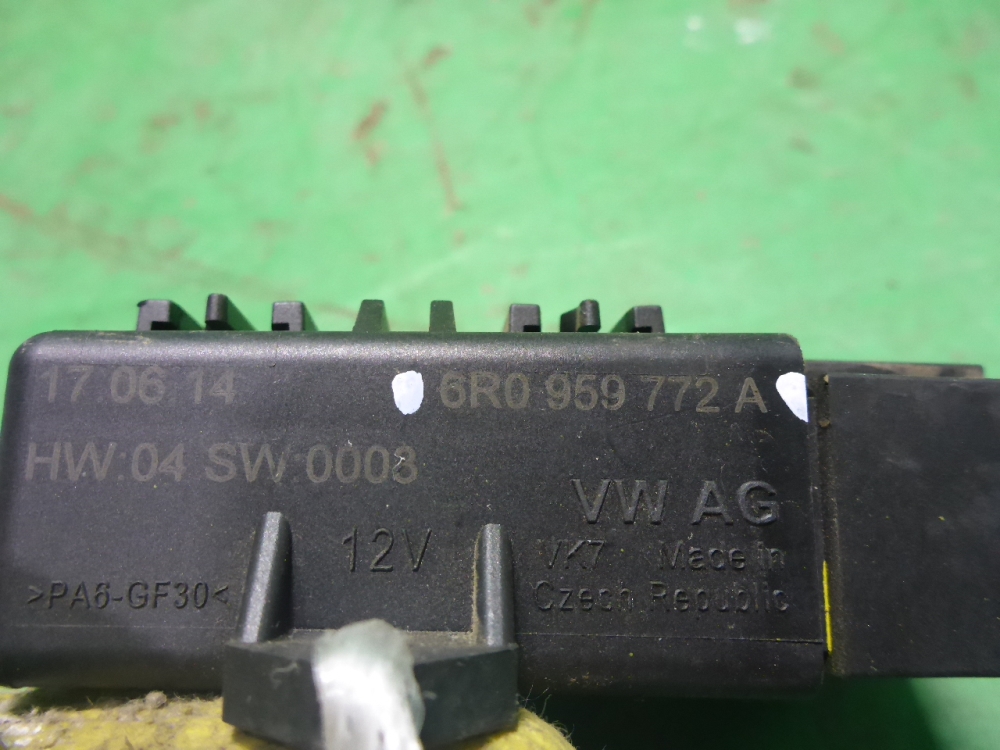 17 06 14 6R0 959 772 A
HW:04 SW:0003
VW AG
12V
VK7 Made in
>PA6-GF30<
Czech Republic